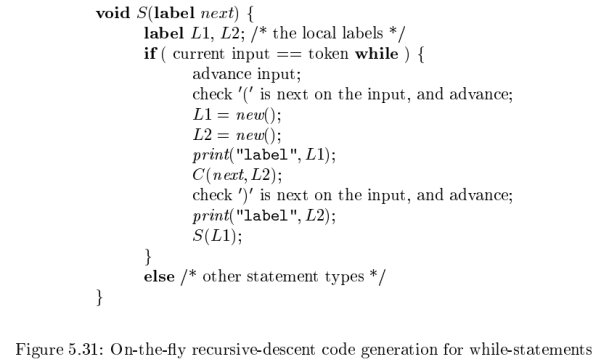 void S(label next) {
label L1, L2; /* the local labels */
if ( current input == token while ) {
advance input;
check '(' is next on the input, and advance;
L1 = new();
L2 = new();
print("label", L1);
C(next, L2);
check ')' is next on the input, and advance;
print("label", L2);
S(L1);
}
else /* other statement types */
}
Figure 5.31: On-the-fly recursive-descent code generation for while-statements